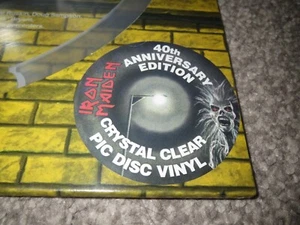 40th
ANNIVERSARY
EDITION
IRON
MAIDEN
CRYSTAL CLEAR
PIC DISC VINYL